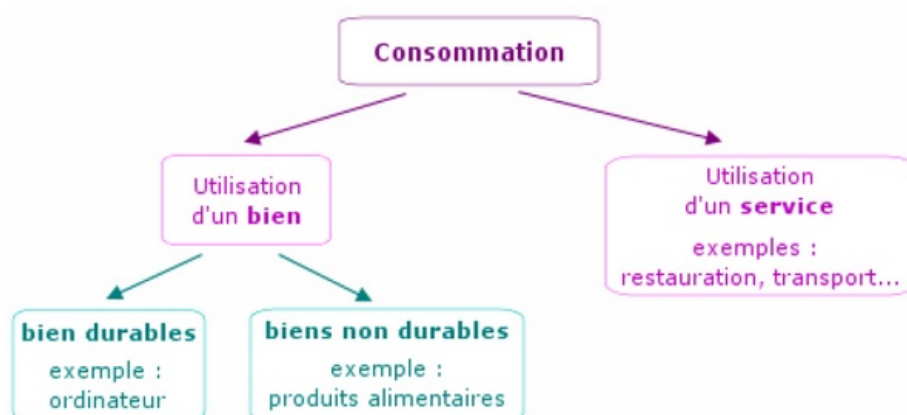 Consommation
Utilisation
d'un bien
Utilisation
d'un service
exemples :
restauration, transport...
bien durables
exemple :
ordinateur
biens non durables
exemple :
produits alimentaires